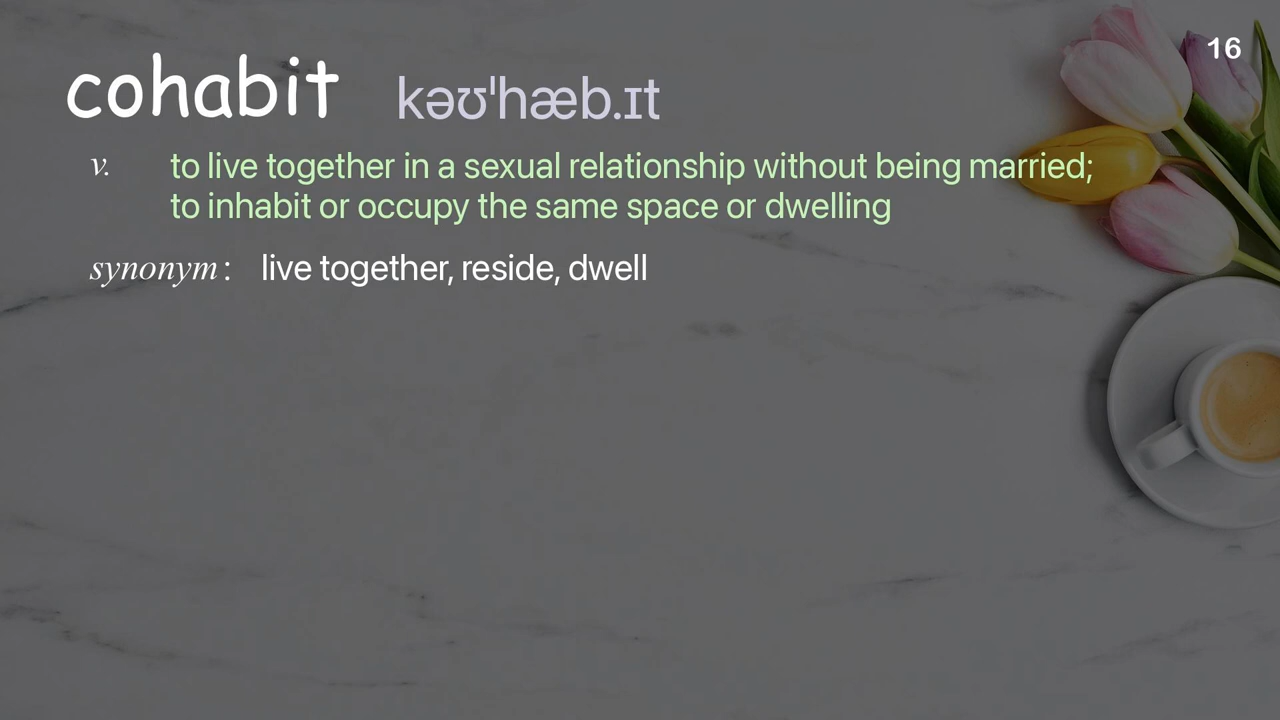 16
cohabit kəʊˈhæb.ɪt
v. to live together in a sexual relationship without being married;
to inhabit or occupy the same space or dwelling
synonym : live together, reside, dwell